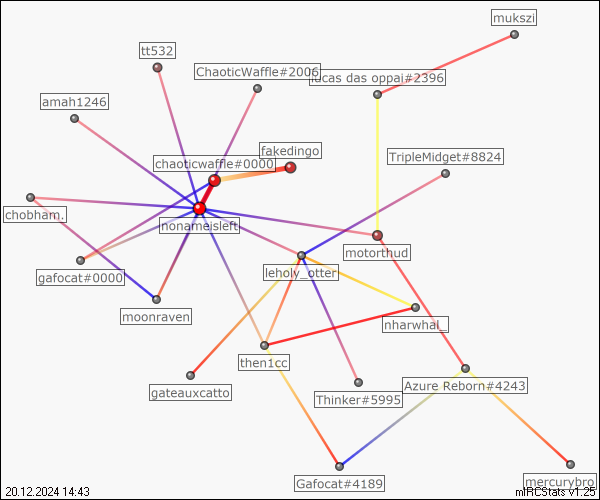 mukszi
tt532
ChaoticWaffle#2006
lucas das oppai#2396
amah1246
fakedingo
chaoticwaffle#0000
TripleMidget#8824
chobham.
nonameisleft
motorthud
gafocat#0000
leholy_otter
moonraven
nharwhal_
then1cc
gateauxcatto
Thinker#5995
Azure Reborn#4243
Gafocat#4189
mercurybro
20.12.2024 14:43
mIRCStats v1.25